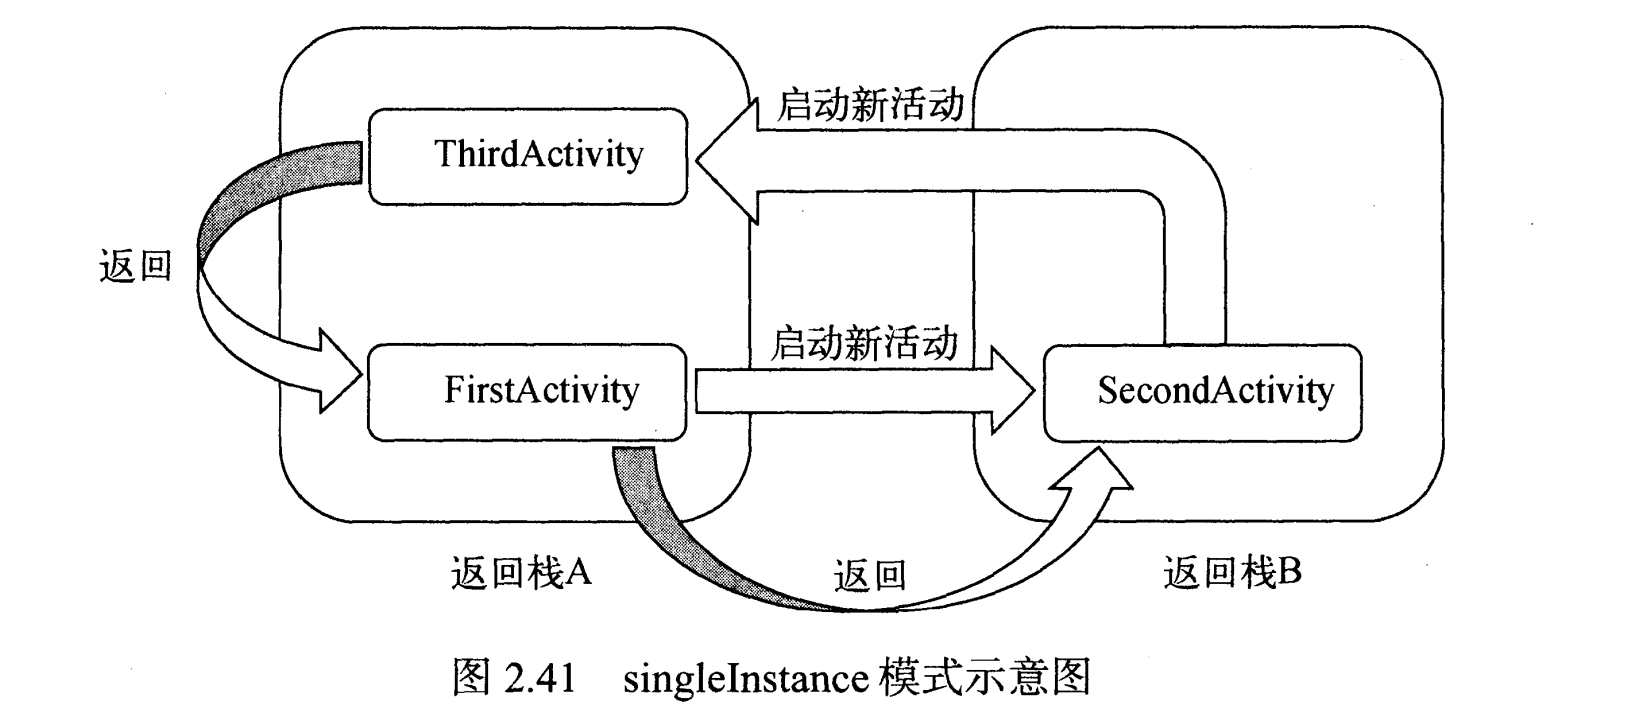 启动新活动
ThirdActivity
返回
启动新活动
FirstActivity
SecondActivity
返回栈A
返回
返回栈B
图 2.41 singleInstance 模式示意图